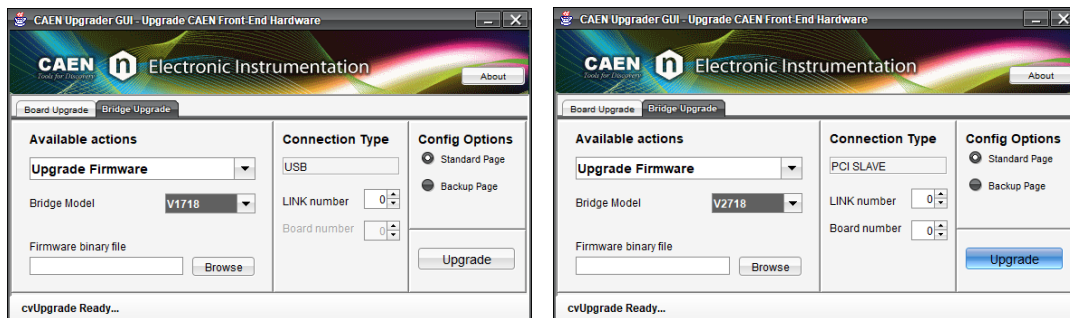 CAEN Upgrader GUI - Upgrade CAEN Front-End Hardware
CAEN n Electronic Instrumentation
Tools for Discovery
About
Board Upgrade Bridge Upgrade
Available actions
Upgrade Firmware
Bridge Model V1718
Firmware binary file
Browse
Connection Type
USB
LINK number 0
Board number 0
Config Options
Standard Page
Backup Page
Upgrade
cvUpgrade Ready...
CAEN Upgrader GUI - Upgrade CAEN Front-End Hardware
CAEN n Electronic Instrumentation
Tools for Discovery
About
Board Upgrade Bridge Upgrade
Available actions
Upgrade Firmware
Bridge Model V2718
Firmware binary file
Browse
Connection Type
PCI SLAVE
LINK number 0
Board number 0
Config Options
Standard Page
Backup Page
Upgrade
cvUpgrade Ready...